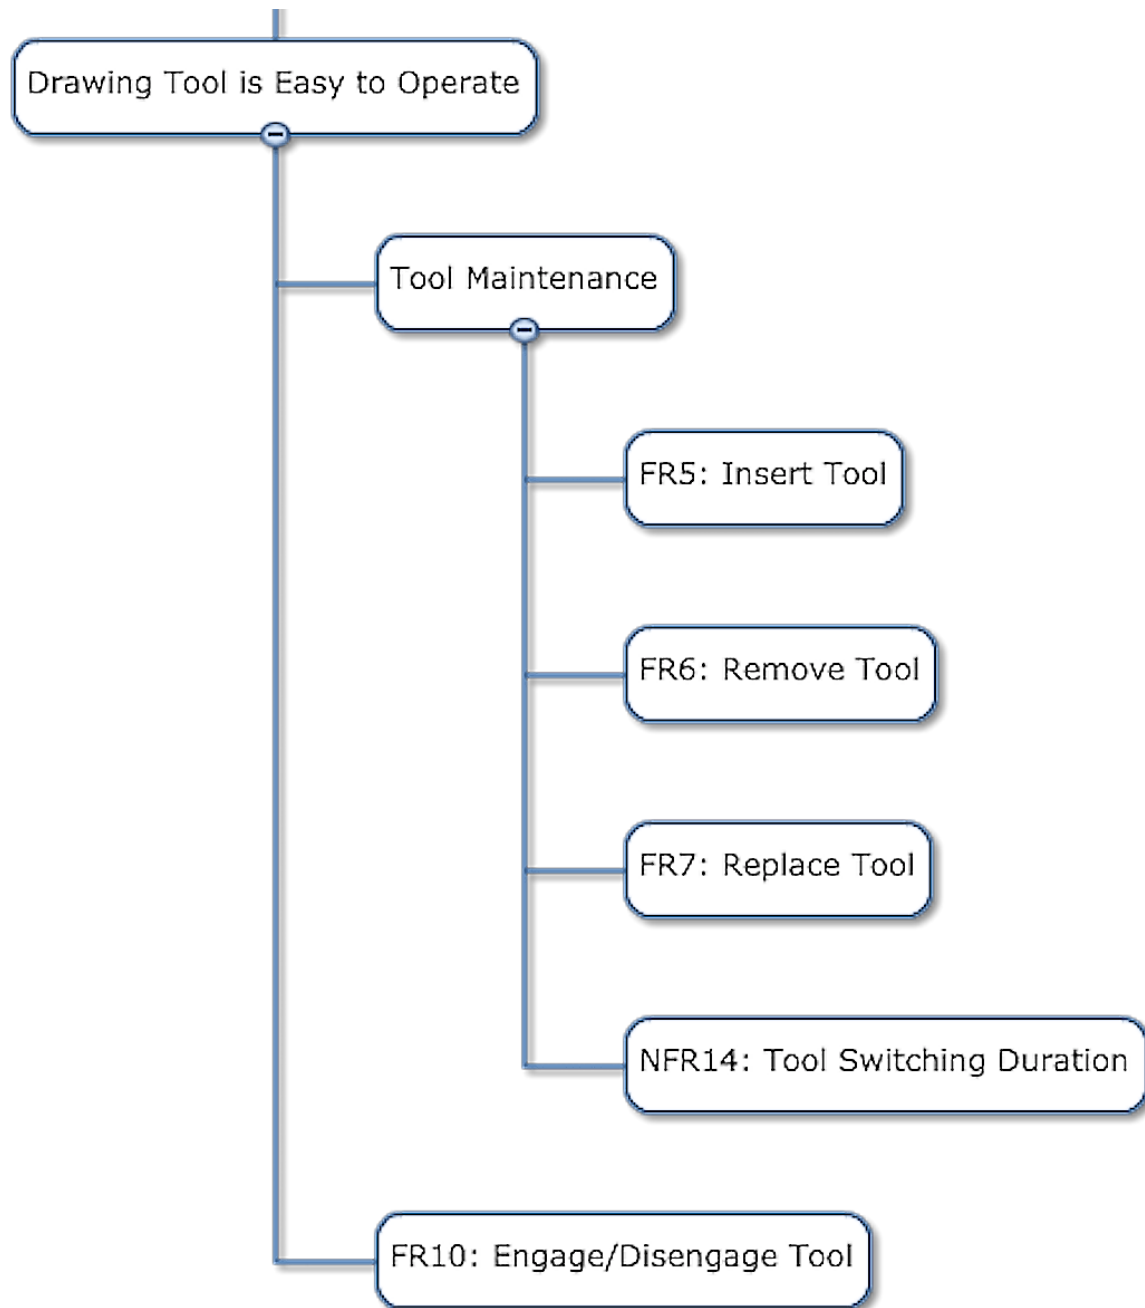 Drawing Tool is Easy to Operate
Tool Maintenance
FR5: Insert Tool
FR6: Remove Tool
FR7: Replace Tool
NFR14: Tool Switching Duration
FR10: Engage/Disengage Tool